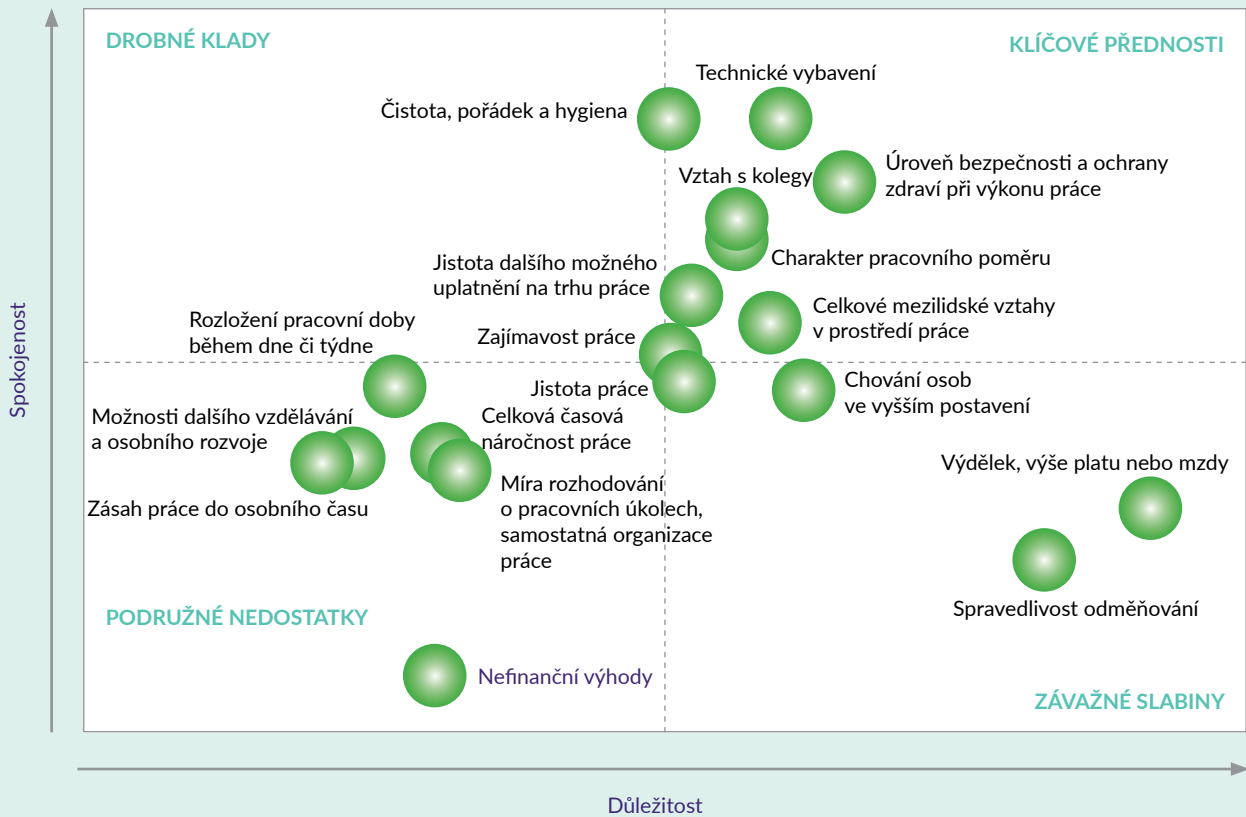 DROBNÉ KLADY
KLÍČOVÉ PŘEDNOSTI
Technické vybavení
Čistota, pořádek a hygiena
Úroveň bezpečnosti a ochrany
zdraví při výkonu práce
Vztah s kolegy
Charakter pracovního poměru
Jistota dalšího možného
uplatnění na trhu práce
Celkové mezilidské vztahy
v prostředí práce
Rozložení pracovní doby
během dne či týdne
Zajímavost práce
Spokojenost
Jistota práce
Chování osob
ve vyšším postavení
Možnosti dalšího vzdělávání
a osobního rozvoje
Celková časová
náročnost práce
Výdělek, výše platu nebo mzdy
Zásah práce do osobního času
Míra rozhodování
o pracovních úkolech,
samostatná organizace
práce
Spravedlivost odměňování
PODRUŽNÉ NEDOSTATKY
Nefinanční výhody
ZÁVAŽNÉ SLABINY
Důležitost